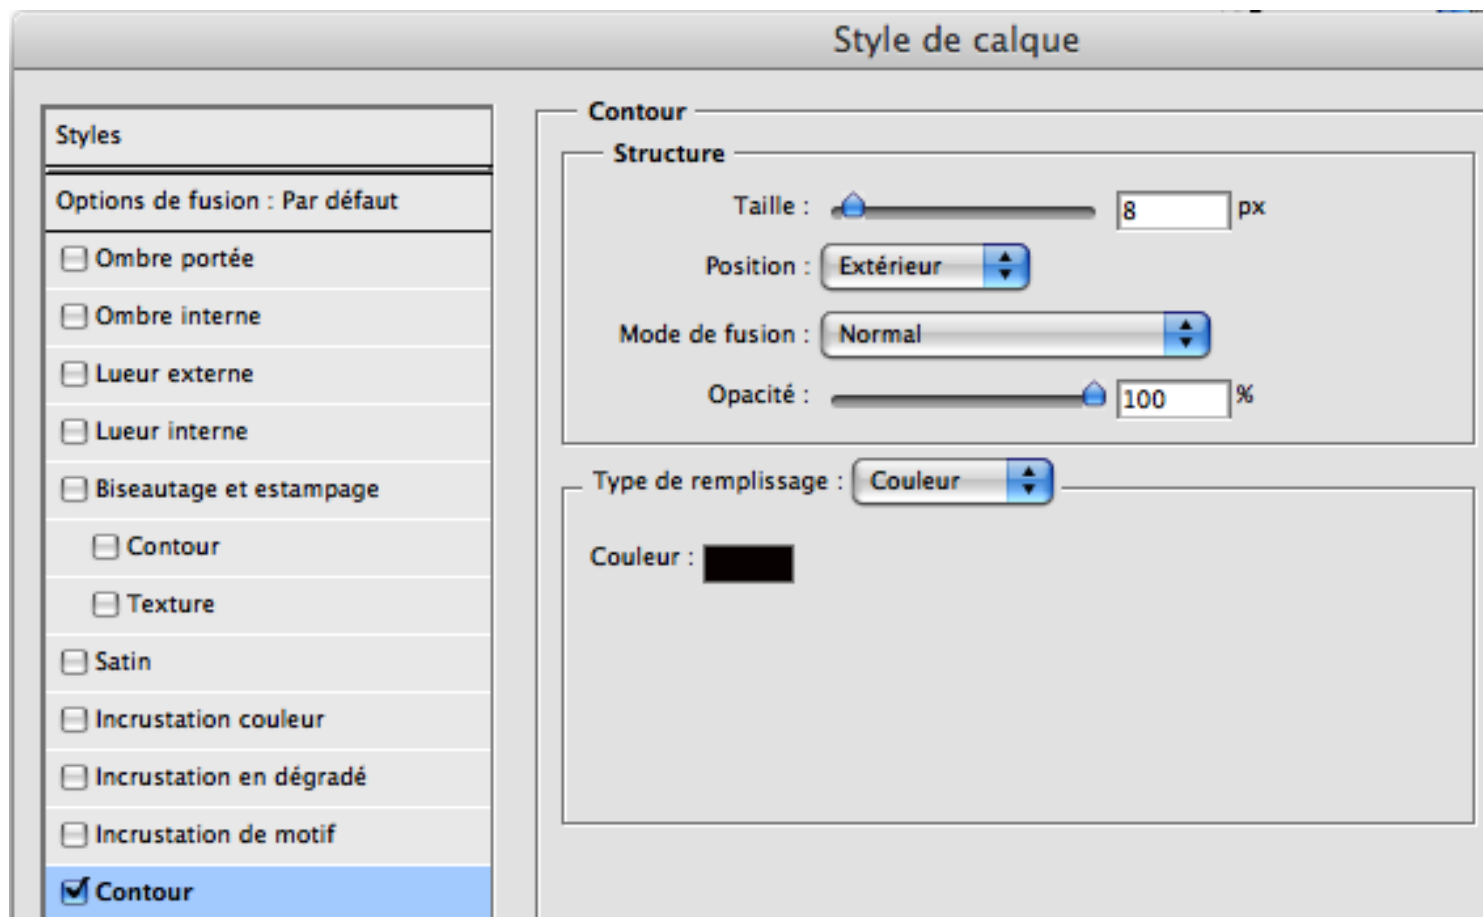 Style de calque
Styles
Options de fusion : Par défaut
Ombre portée
Ombre interne
Lueur externe
Lueur interne
Biseautage et estampage
Contour
Texture
Satin
Incrustation couleur
Incrustation en dégradé
Incrustation de motif
Contour
Contour
Structure
Taille : 8 px
Position : Extérieur
Mode de fusion : Normal
Opacité : 100 %
Type de remplissage : Couleur
Couleur :